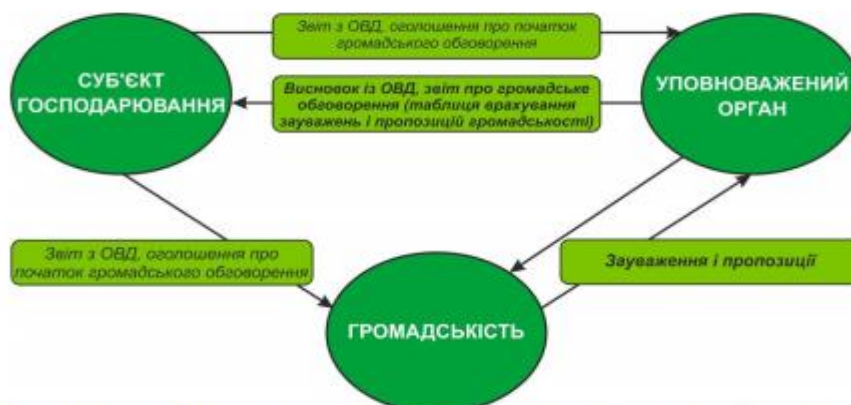 Звіт з ОВД, оголошення про початок
громадського обговорення
СУБ'ЄКТ
ГОСПОДАРЮВАННЯ
Висновок із ОВД, звіт про громадське
обговорення (таблиця врахування
зауважень і пропозицій громадськості)
УПОВНОВАЖЕНИЙ
ОРГАН
Звіт з ОВД, оголошення про
початок громадського обговорення
Зауваження і пропозиції
ГРОМАДСЬКІСТЬ